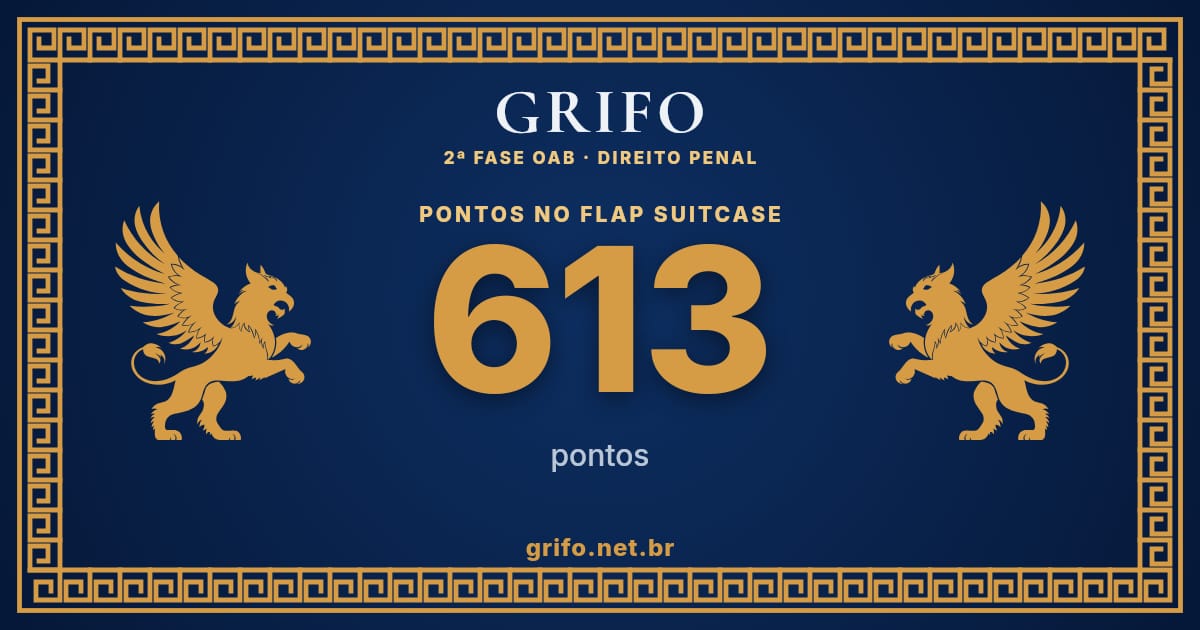 GRIFO
2ª FASE OAB · DIREITO PENAL
PONTOS NO FLAP SUITCASE
613
pontos
grifo.net.br